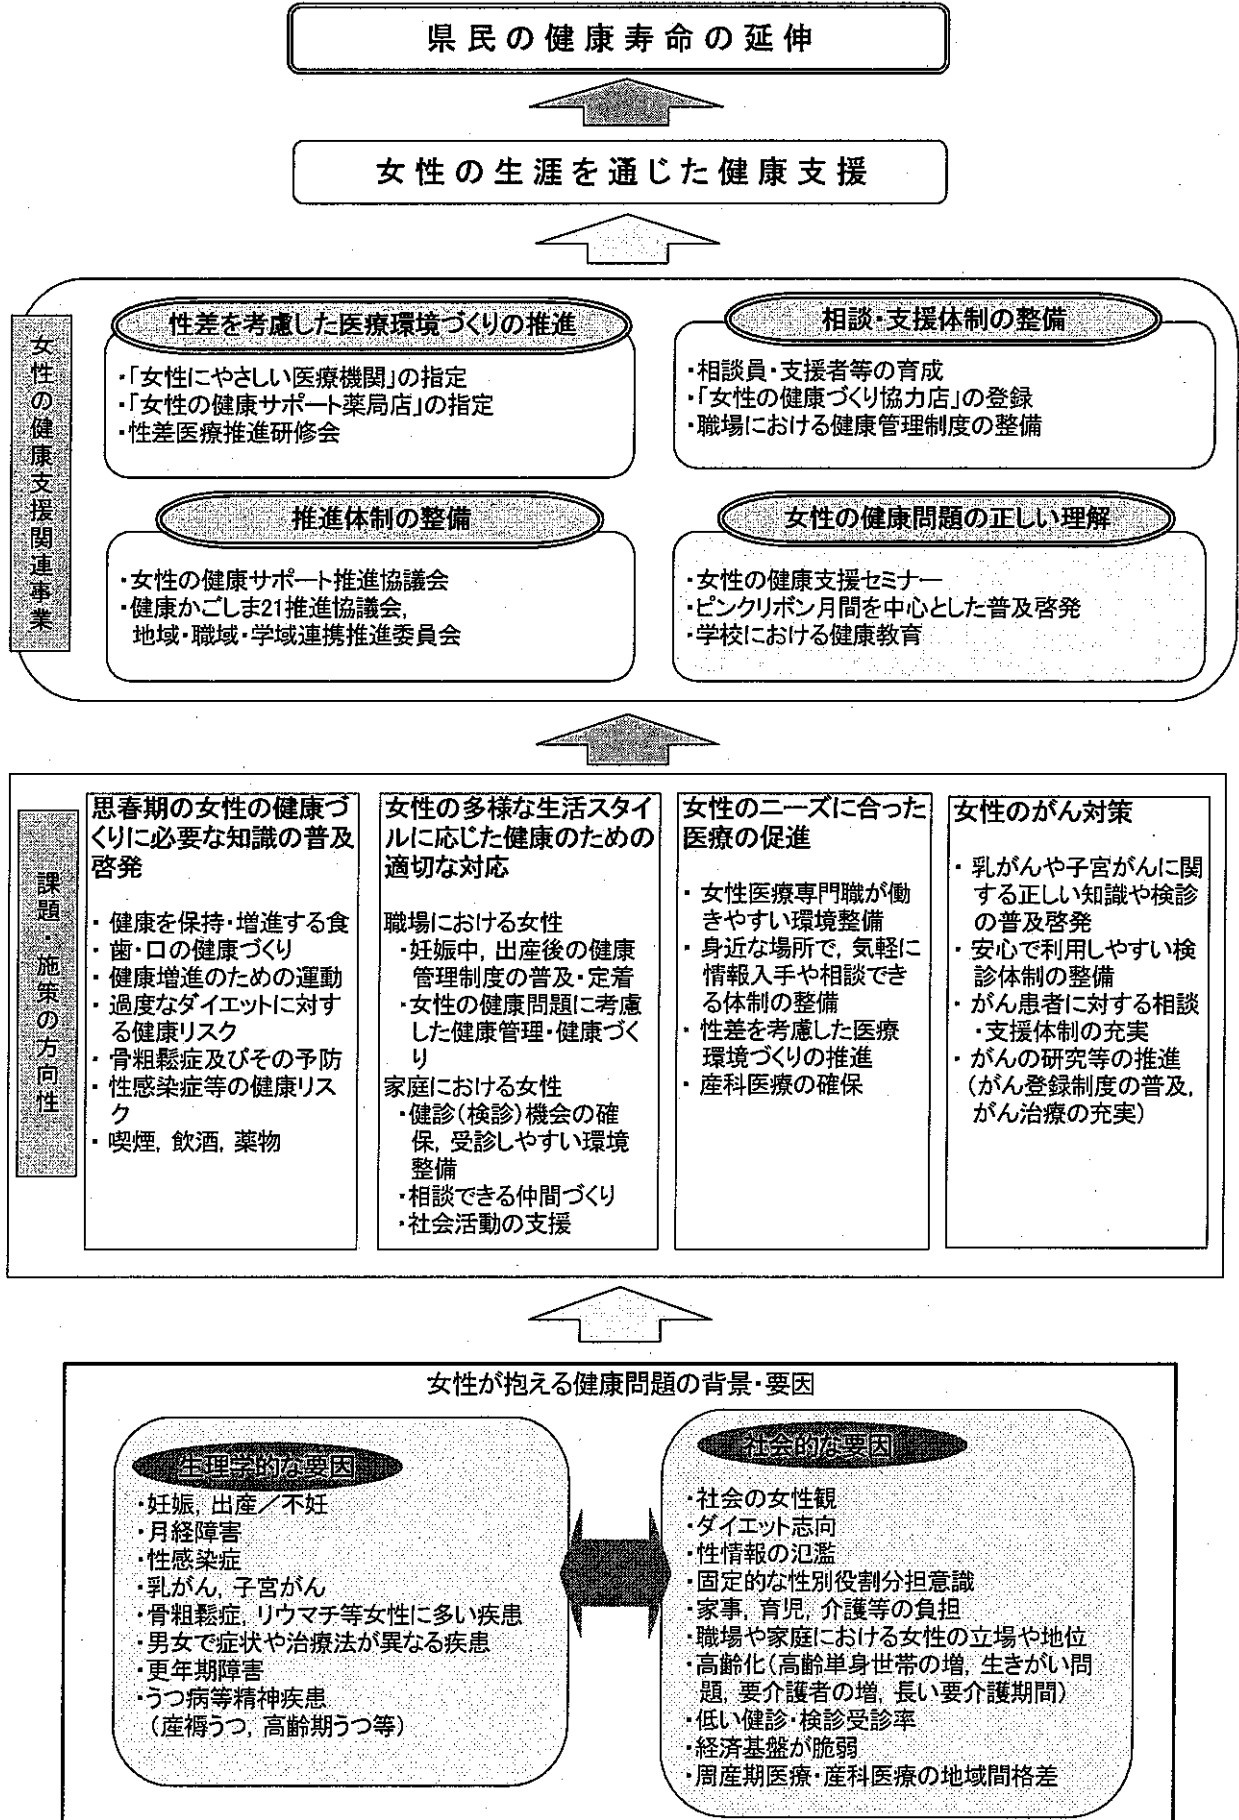 県民の健康寿命の延伸
女性の生涯を通じた健康支援
女性の健康支援関連事業
性差を考慮した医療環境づくりの推進
・「女性にやさしい医療機関」の指定
・「女性の健康サポート薬局店」の指定
・性差医療推進研修会
相談・支援体制の整備
・相談員・支援者等の育成
・「女性の健康づくり協力店」の登録
・職場における健康管理制度の整備
推進体制の整備
・女性の健康サポート推進協議会
・健康かごしま21推進協議会,
地域・職域・学域連携推進委員会
女性の健康問題の正しい理解
・女性の健康支援セミナー
・ピンクリボン月間を中心とした普及啓発
・学校における健康教育
課題・施策の方向性
思春期の女性の健康づ
くりに必要な知識の普及
啓発
・ 健康を保持・増進する食
・ 歯・口の健康づくり
・ 健康増進のための運動
・ 過度なダイエットに対す
る健康リスク
・ 骨粗鬆症及びその予防
・ 性感染症等の健康リス
ク
・ 喫煙, 飲酒, 薬物
女性の多様な生活スタイ
ルに応じた健康のための
適切な対応
職場における女性
・妊娠中, 出産後の健康
管理制度の普及・定着
・女性の健康問題に考慮
した健康管理・健康づく
り
家庭における女性
・健診(検診)機会の確
保, 受診しやすい環境
整備
・相談できる仲間づくり
・社会活動の支援
女性のニーズに合った
医療の促進
・ 女性医療専門職が働
きやすい環境整備
・ 身近な場所で, 気軽に
情報入手や相談でき
る体制の整備
・ 性差を考慮した医療
環境づくりの推進
・ 産科医療の確保
女性のがん対策
・ 乳がんや子宮がんに関
する正しい知識や検診
の普及啓発
・ 安心で利用しやすい検
診体制の整備
・ がん患者に対する相談
・支援体制の充実
・ がんの研究等の推進
(がん登録制度の普及,
がん治療の充実)
女性が抱える健康問題の背景・要因
生理学的な要因
・妊娠, 出産／不妊
・月経障害
・性感染症
・乳がん, 子宮がん
・骨粗鬆症, リウマチ等女性に多い疾患
・男女で症状や治療法が異なる疾患
・更年期障害
・うつ病等精神疾患
(産褥うつ, 高齢期うつ等)
社会的な要因
・社会の女性観
・ダイエット志向
・性情報の氾濫
・固定的な性別役割分担意識
・家事, 育児, 介護等の負担
・職場や家庭における女性の立場や地位
・高齢化(高齢単身世帯の増, 生きがい問
題, 要介護者の増, 長い要介護期間)
・低い健診・検診受診率
・経済基盤が脆弱
・周産期医療・産科医療の地域間格差